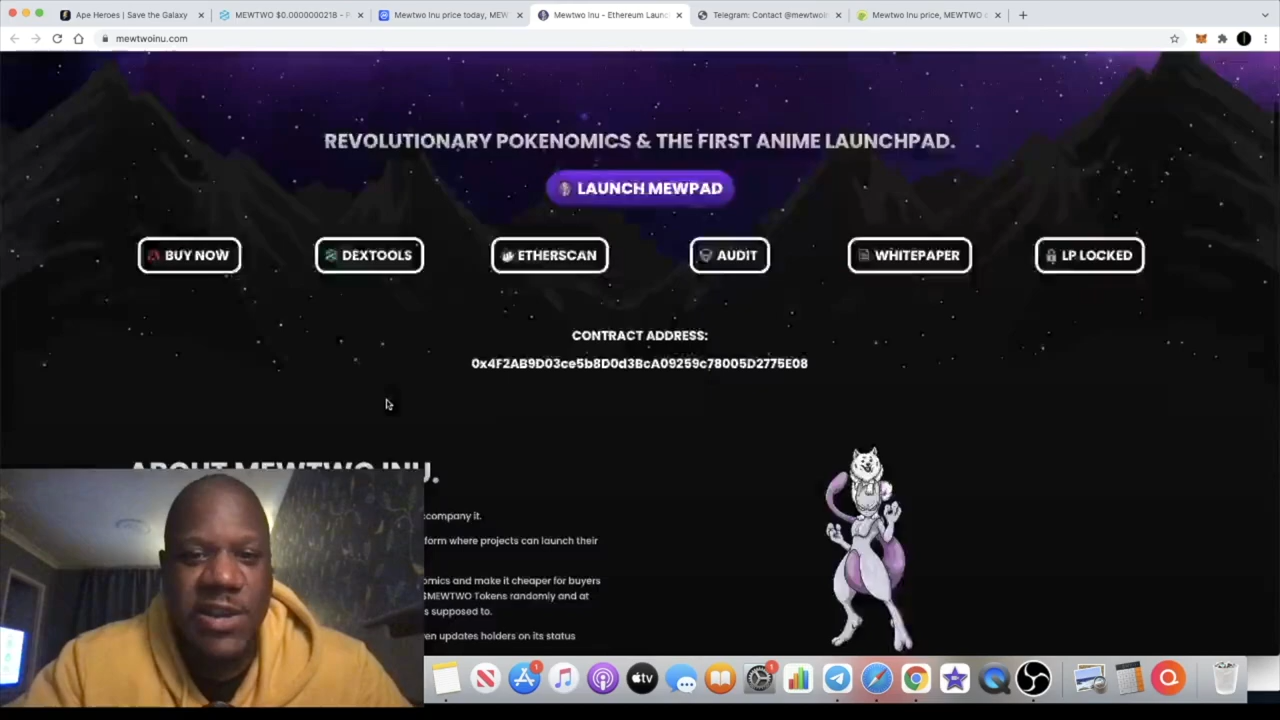 Ape Heroes | Save the Galaxy
MEWTWO $0.0000000218 - P
Mewtwo Inu price today, MEW
Mewtwo Inu - Ethereum Launc
Telegram: Contact @mewtwoin
Mewtwo Inu price, MEWTWO c
mewtwoinu.com
REVOLUTIONARY POKENOMICS & THE FIRST ANIME LAUNCHPAD.
LAUNCH MEWPAD
BUY NOW
DEXTOOLS
ETHERSCAN
AUDIT
WHITEPAPER
LP LOCKED
CONTRACT ADDRESS:
0x4F2AB9D03ce5b8D0d3BcA09259c78005D2775E08
ABOUT MEWTWO INU.
ccompany it.
form where projects can launch their
omics and make it cheaper for buyers
$MEWTWO Tokens randomly and at
s supposed to.
en updates holders on its status
tv